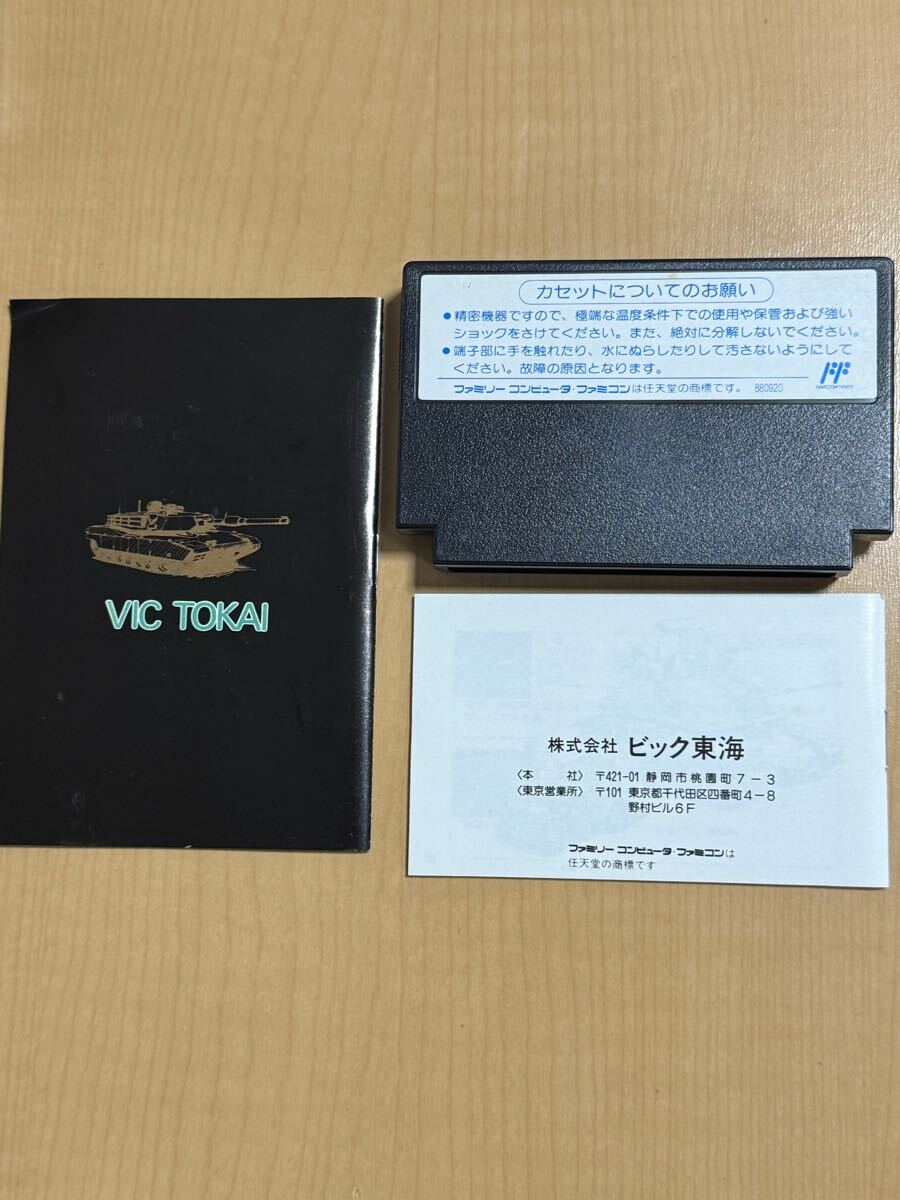 VIC TOKAI
カセットについてのお願い
●精密機器ですので、極端な温度条件下での使用や保管および強い
ショックをさけてください。また、絶対に分解しないでください。
●端子部に手を触れたり、水にぬらしたりして汚さないようにして
ください。故障の原因となります。
ファミリーコンピュータ・ファミコンは任天堂の商標です。 880920
株式会社 ビック東海
〈本 社〉〒421-01 静岡市桃園町7-3
〈東京営業所〉〒101 東京都千代田区四番町4-8
野村ビル6F
ファミリーコンピュータ・ファミコンは
任天堂の商標です